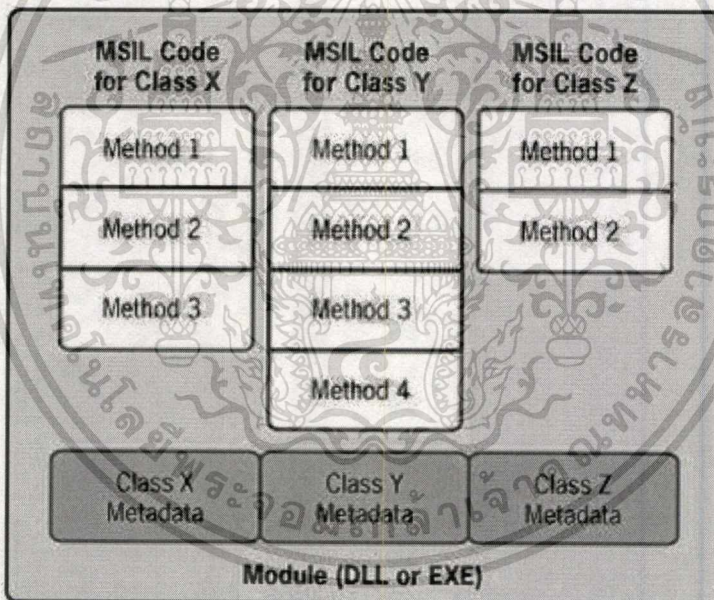 MSIL Code
for Class X
Method 1
Method 2
Method 3
MSIL Code
for Class Y
Method 1
Method 2
Method 3
Method 4
MSIL Code
for Class Z
Method 1
Method 2
Class X
Metadata
Class Y
Metadata
Class Z
Metadata
Module (DLL or EXE)